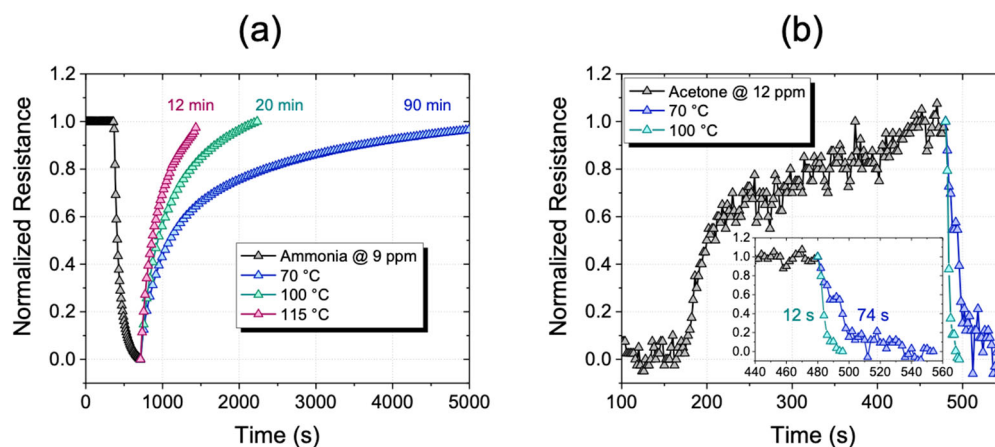 (a)
12 min
20 min
90 min
Ammonia @ 9 ppm
70 °C
100 °C
115 °C
Normalized Resistance
1.2
1.0
0.8
0.6
0.4
0.2
0.0
0
1000
2000
3000
4000
5000
Time (s)
(b)
Acetone @ 12 ppm
70 °C
100 °C
Normalized Resistance
1.2
1.0
0.8
0.6
0.4
0.2
0.0
1.2
1.0
0.8
0.6
0.4
0.2
0.0
12 s
74 s
440
460
480
500
520
540
560
100
200
300
400
500
Time (s)